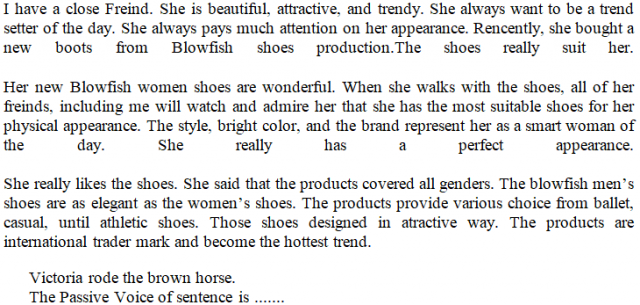 I have a close Freind. She is beautiful, attractive, and trendy. She always want to be a trend
setter of the day. She always pays much attention on her appearance. Rencently, she bought a
new boots from Blowfish shoes production.The shoes really suit her.
Her new Blowfish women shoes are wonderful. When she walks with the shoes, all of her
freinds, including me will watch and admire her that she has the most suitable shoes for her
physical appearance. The style, bright color, and the brand represent her as a smart woman of
the day. She really has a perfect appearance.
She really likes the shoes. She said that the products covered all genders. The blowfish men's
shoes are as elegant as the women's shoes. The products provide various choice from ballet,
casual, until athletic shoes. Those shoes designed in atractive way. The products are
international trader mark and become the hottest trend.
Victoria rode the brown horse.
The Passive Voice of sentence is .......